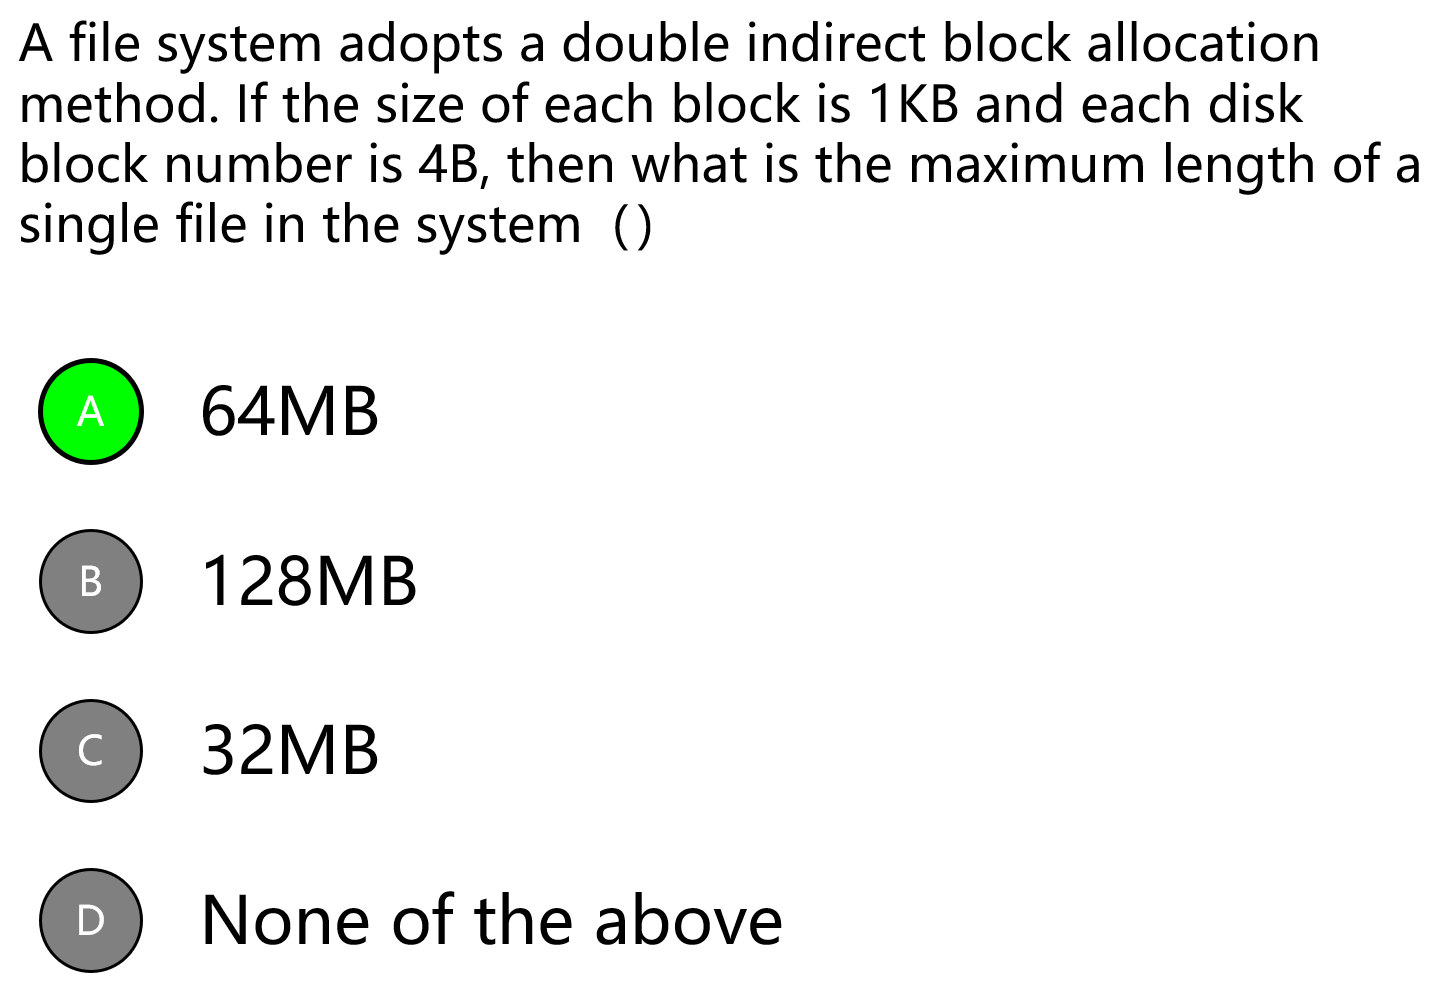 A file system adopts a double indirect block allocation
method. If the size of each block is 1KB and each disk
block number is 4B, then what is the maximum length of a
single file in the system（）
A 64MB
B 128MB
C 32MB
D None of the above